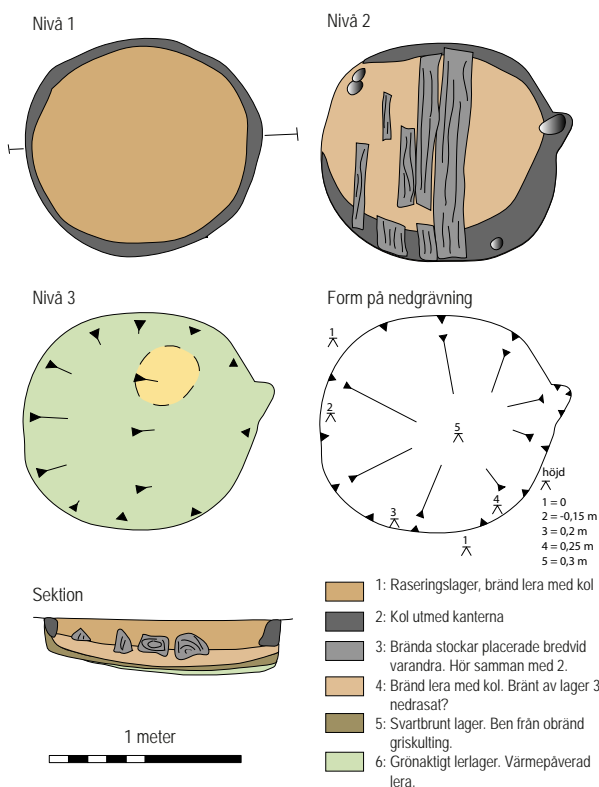 Nivå 1
Nivå 2
Nivå 3
Form på nedgrävning
1
2
5
4
3
1
höjd
1 = 0
2 = -0,15 m
3 = 0,2 m
4 = 0,25 m
5 = 0,3 m
Sektion
1 meter
1: Raseringslager, bränd lera med kol
2: Kol utmed kanterna
3: Brända stockar placerade bredvid
varandra. Hör samman med 2.
4: Bränd lera med kol. Bränt av lager 3
nedrasat?
5: Svartbrunt lager. Ben från obränd
griskulting.
6: Grönaktigt lerlager. Värmepåverad
lera.